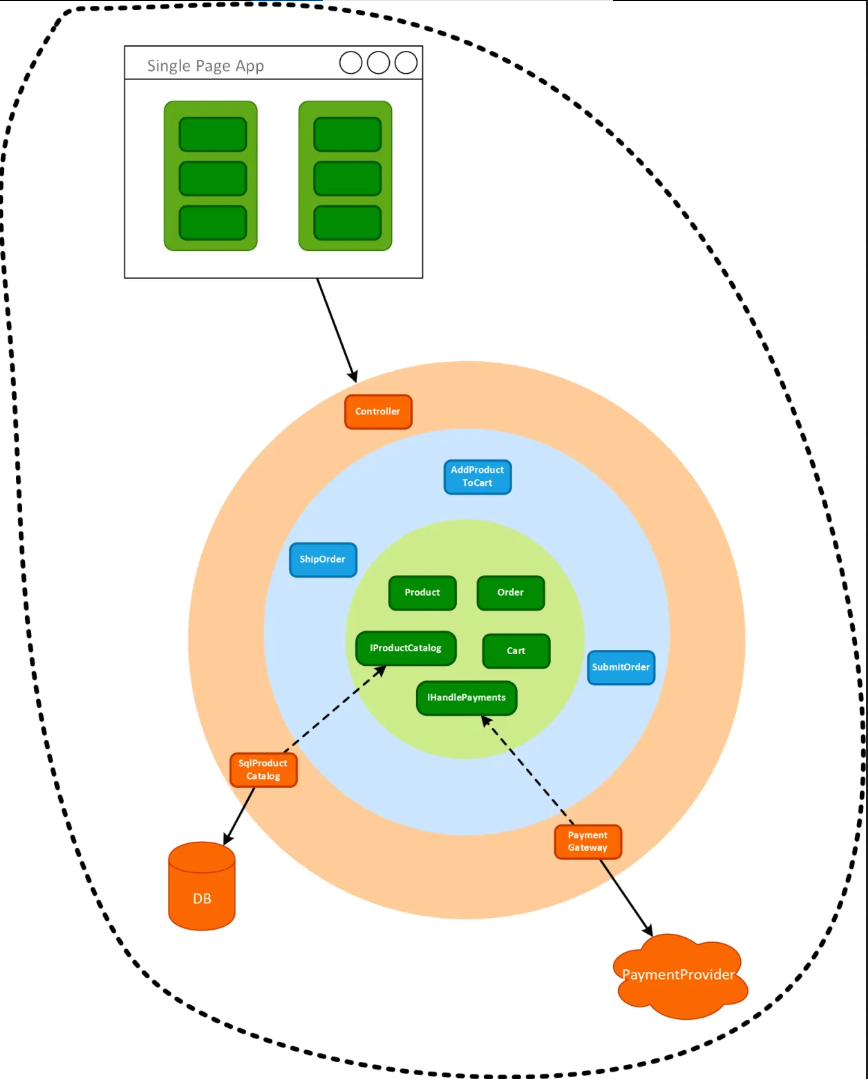 Single Page App
Controller
AddProduct
ToCart
ShipOrder
Product
Order
IProductCatalog
Cart
SubmitOrder
IHandlePayments
SqlProduct
Catalog
Payment
Gateway
DB
PaymentProvider